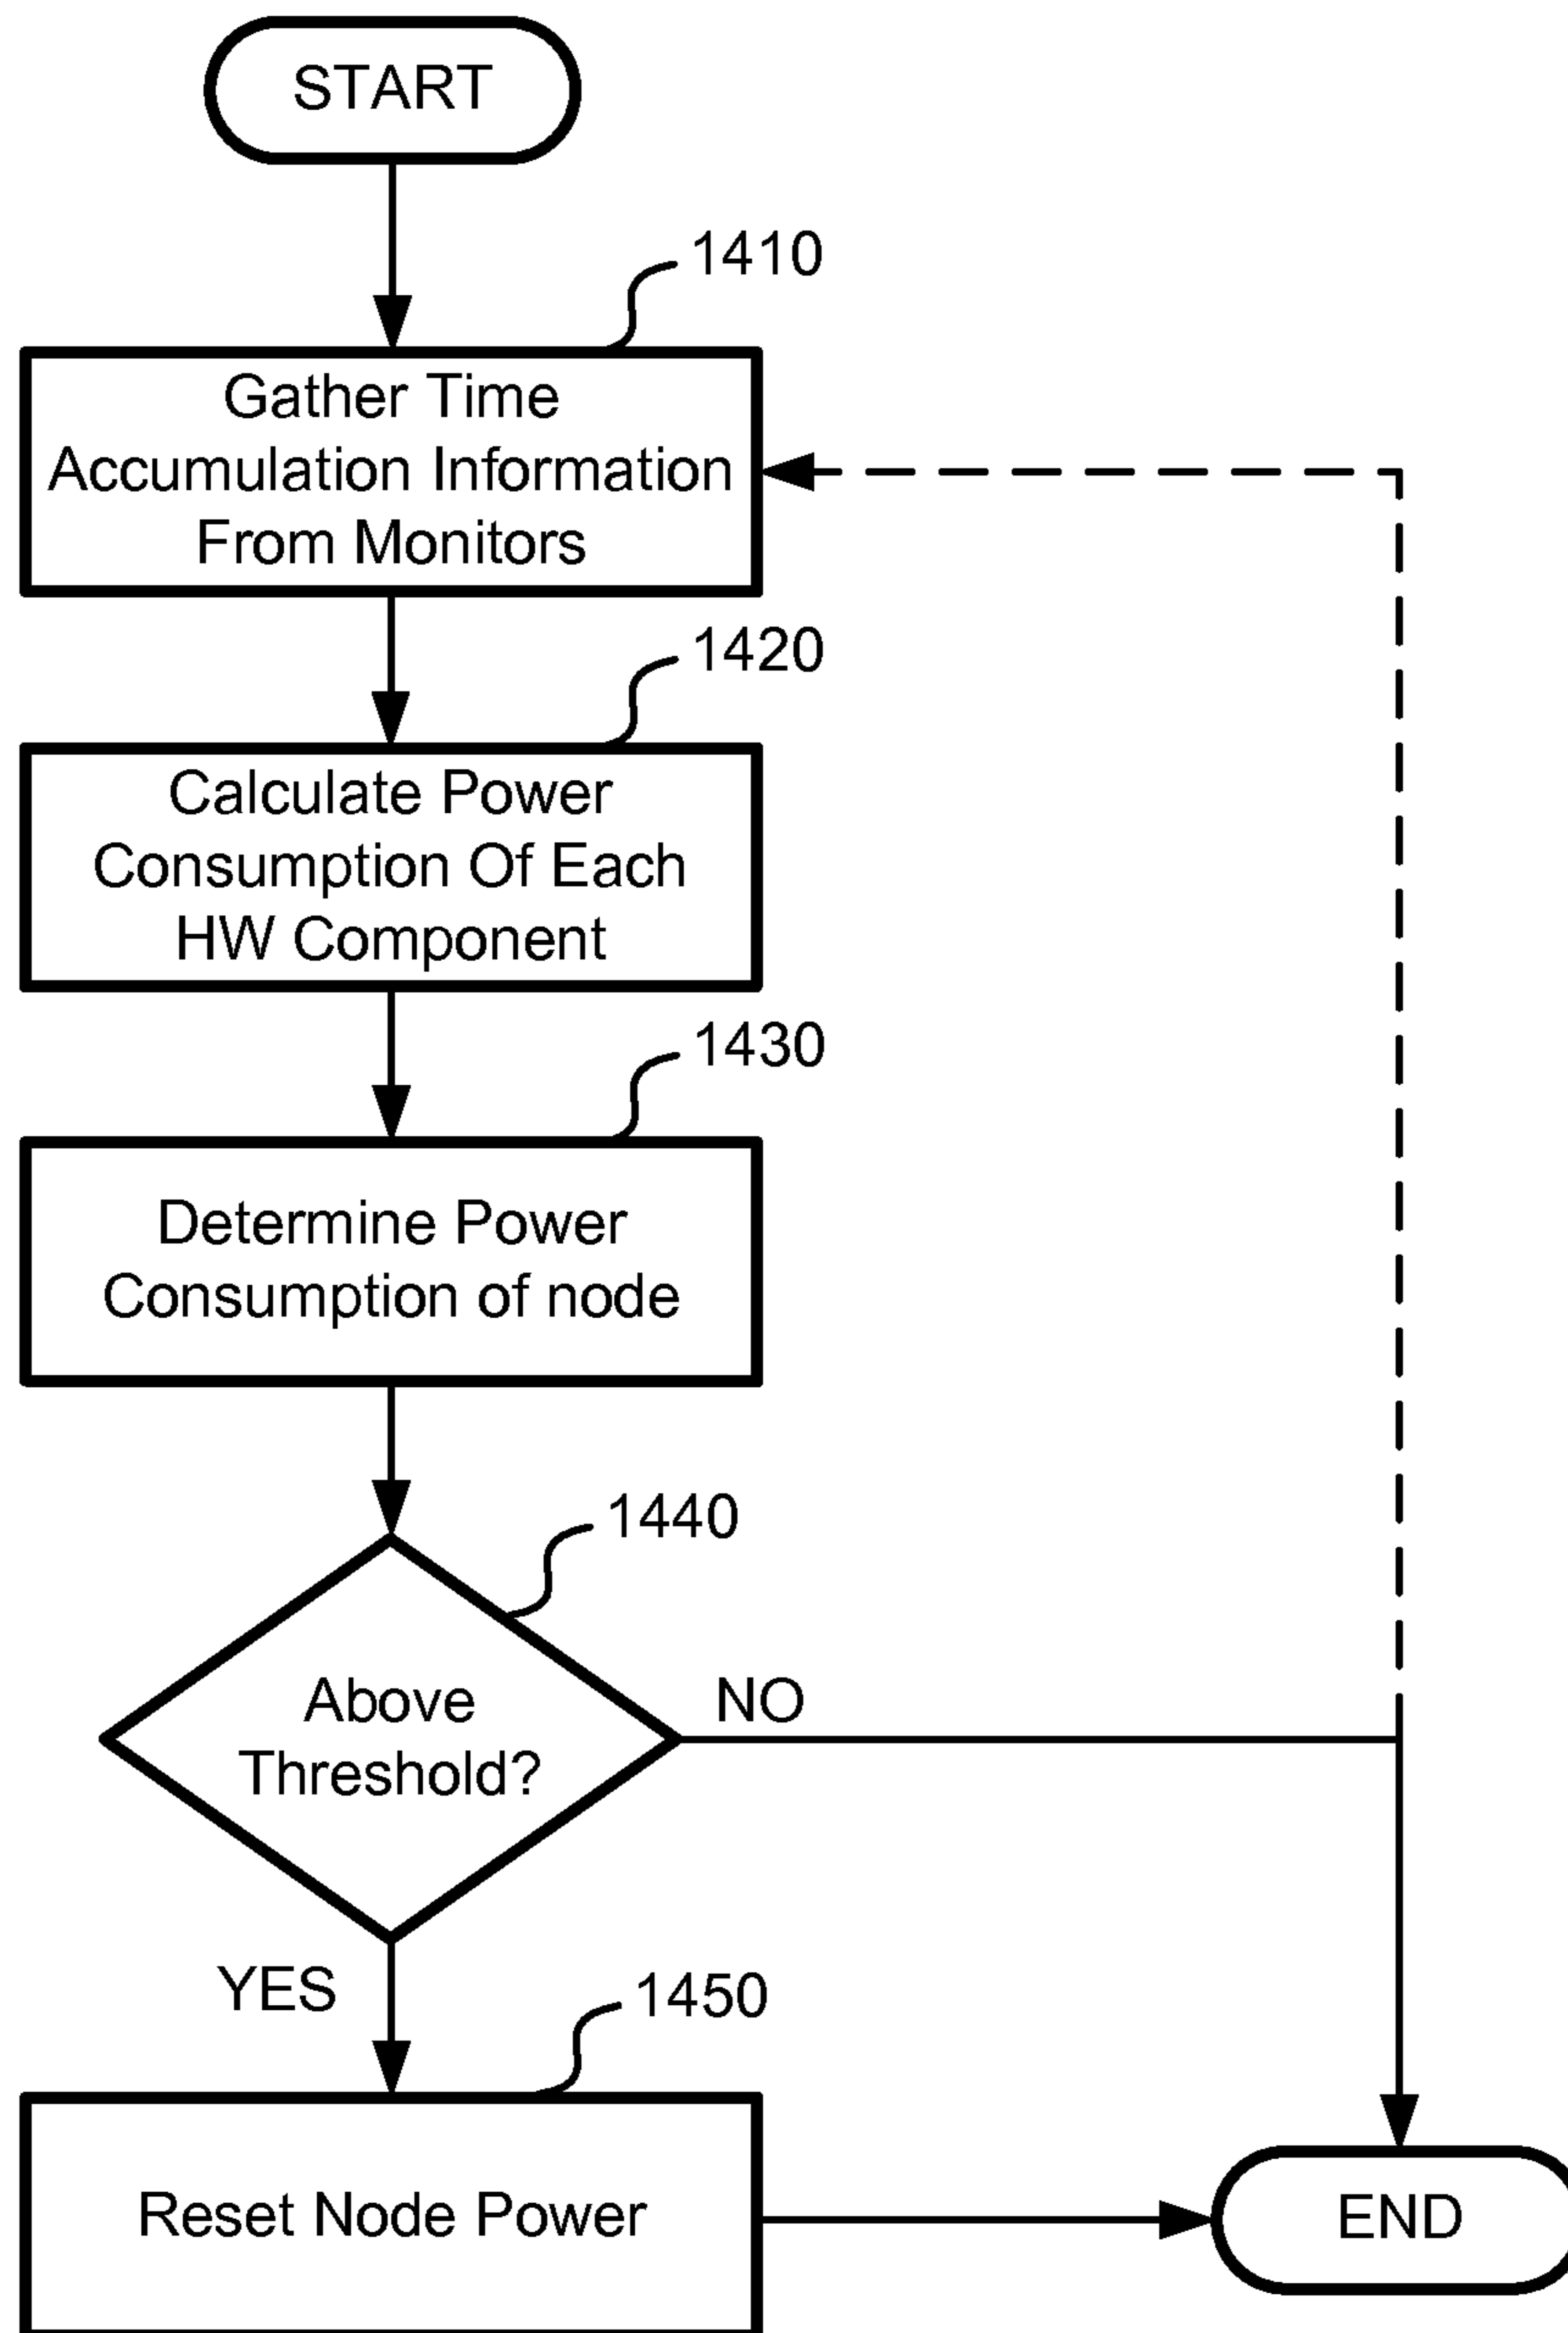 START
1410
Gather Time
Accumulation Information
From Monitors
1420
Calculate Power
Consumption Of Each
HW Component
1430
Determine Power
Consumption of node
1440
Above
Threshold?
NO
YES
1450
Reset Node Power
END